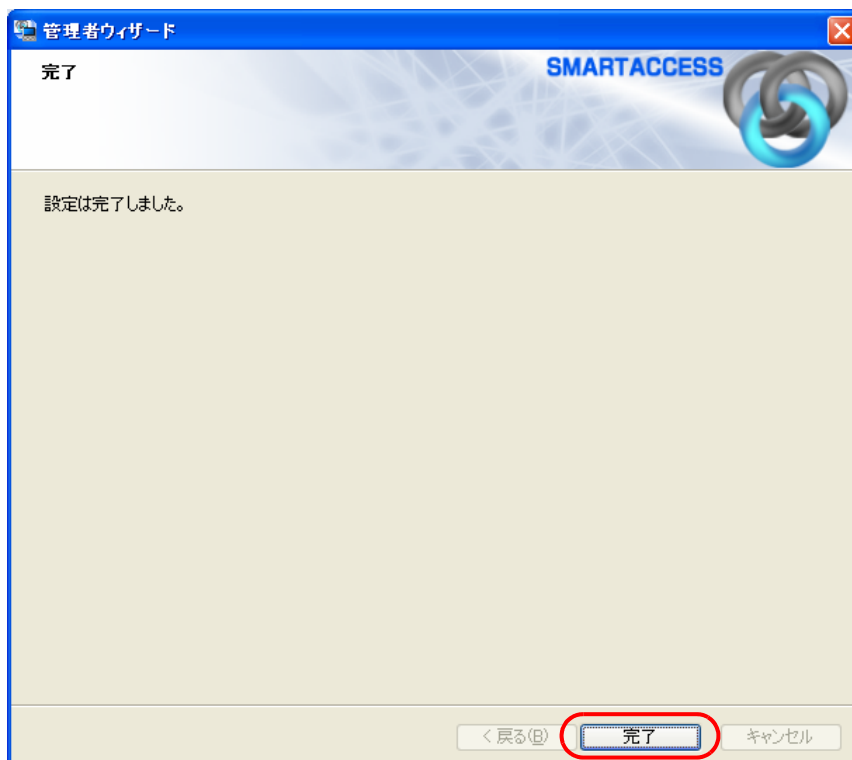 管理者ウィザード
完了
SMARTACCESS
設定は完了しました。
< 戻る(B)
完了
キャンセル